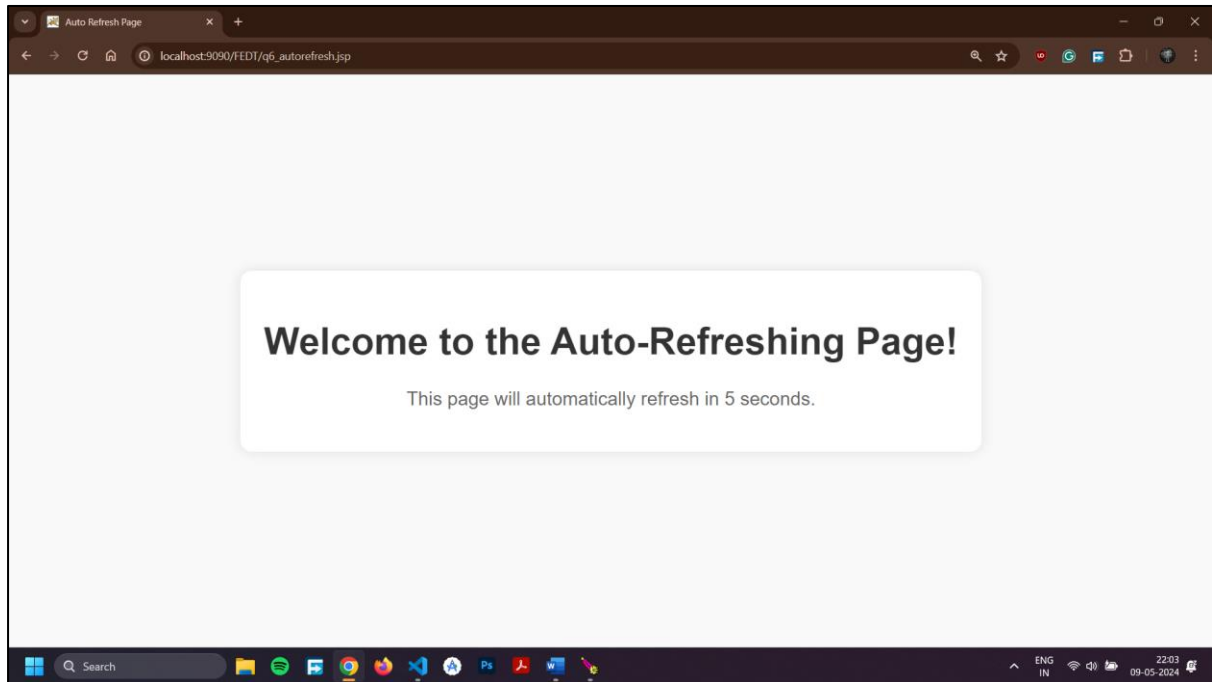 Auto Refresh Page
localhost:9090/FEDT/q6_autorefresh.jsp
Welcome to the Auto-Refreshing Page!
This page will automatically refresh in 5 seconds.
Search
Ps
W
ENG
IN
22:03
09-05-2024